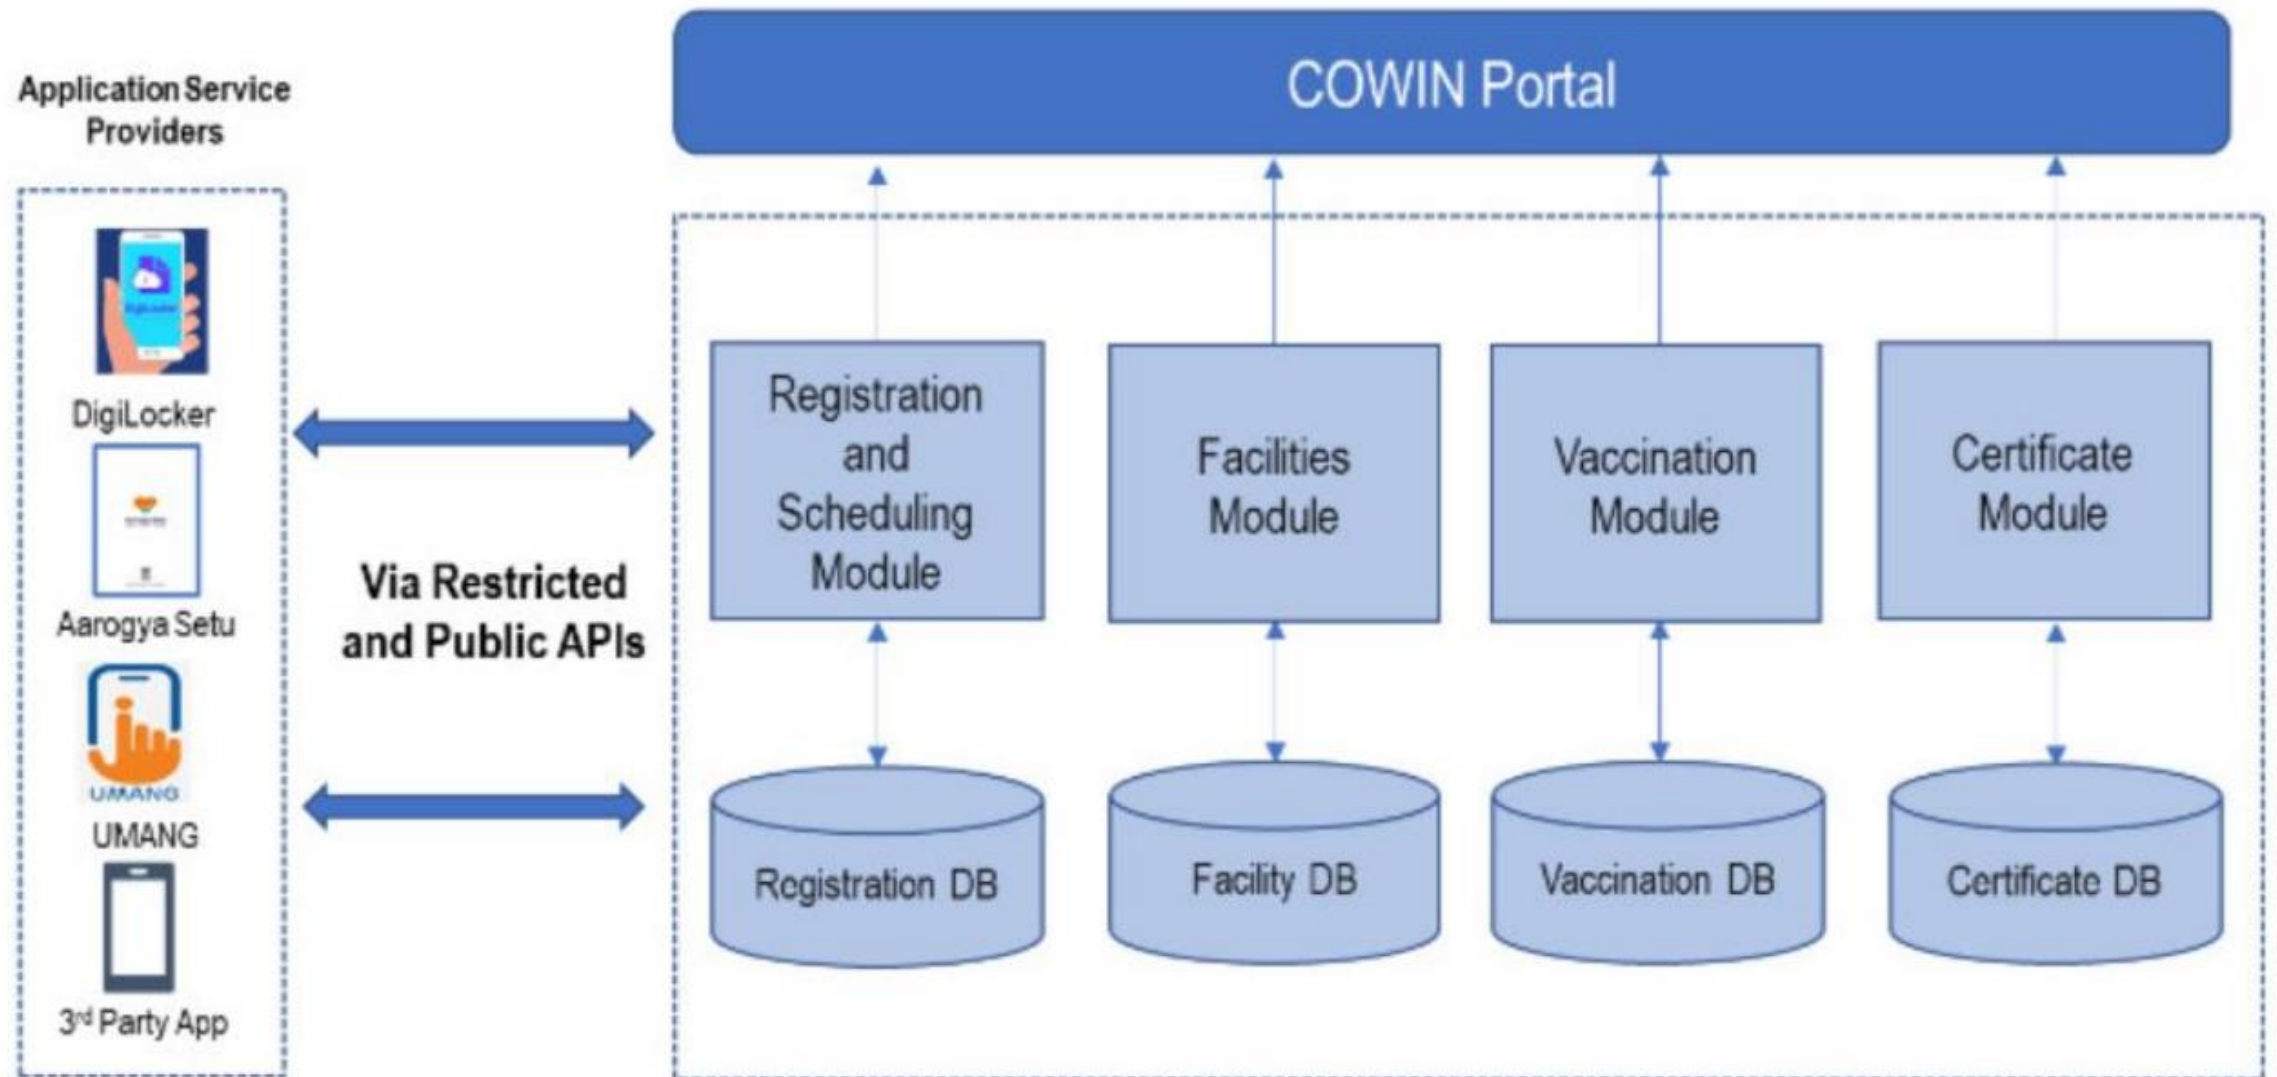 COWIN Portal
Application Service
Providers
DigiLocker
Aarogya Setu
UMANG
UMANG
3rd Party App
Via Restricted
and Public APIs
Registration
and
Scheduling
Module
Facilities
Module
Vaccination
Module
Certificate
Module
Registration DB
Facility DB
Vaccination DB
Certificate DB